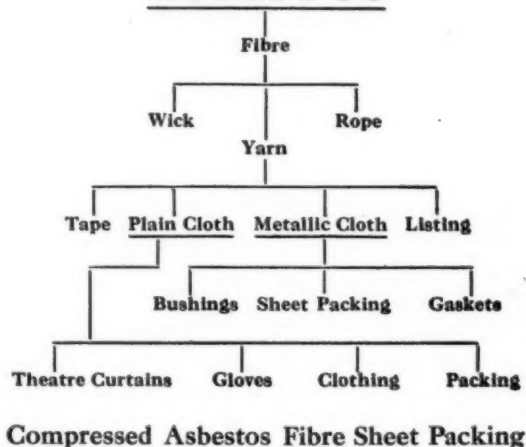 Fibre
Wick Rope
Yarn
Tape Plain Cloth Metallic Cloth Listing
Bushings Sheet Packing Gaskets
Theatre Curtains Gloves Clothing Packing
Compressed Asbestos Fibre Sheet Packing